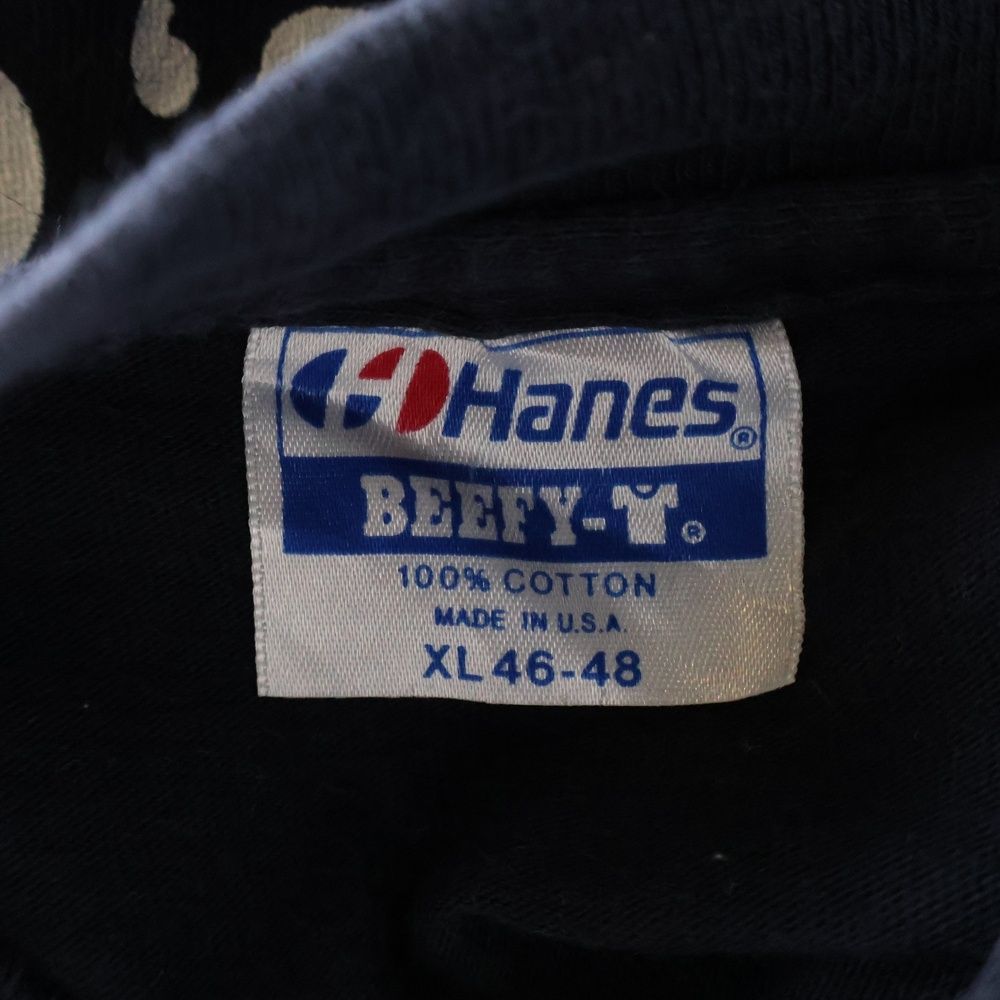 Hanes®
BEEFY-T®
100% COTTON
MADE IN U.S.A.
XL 46-48